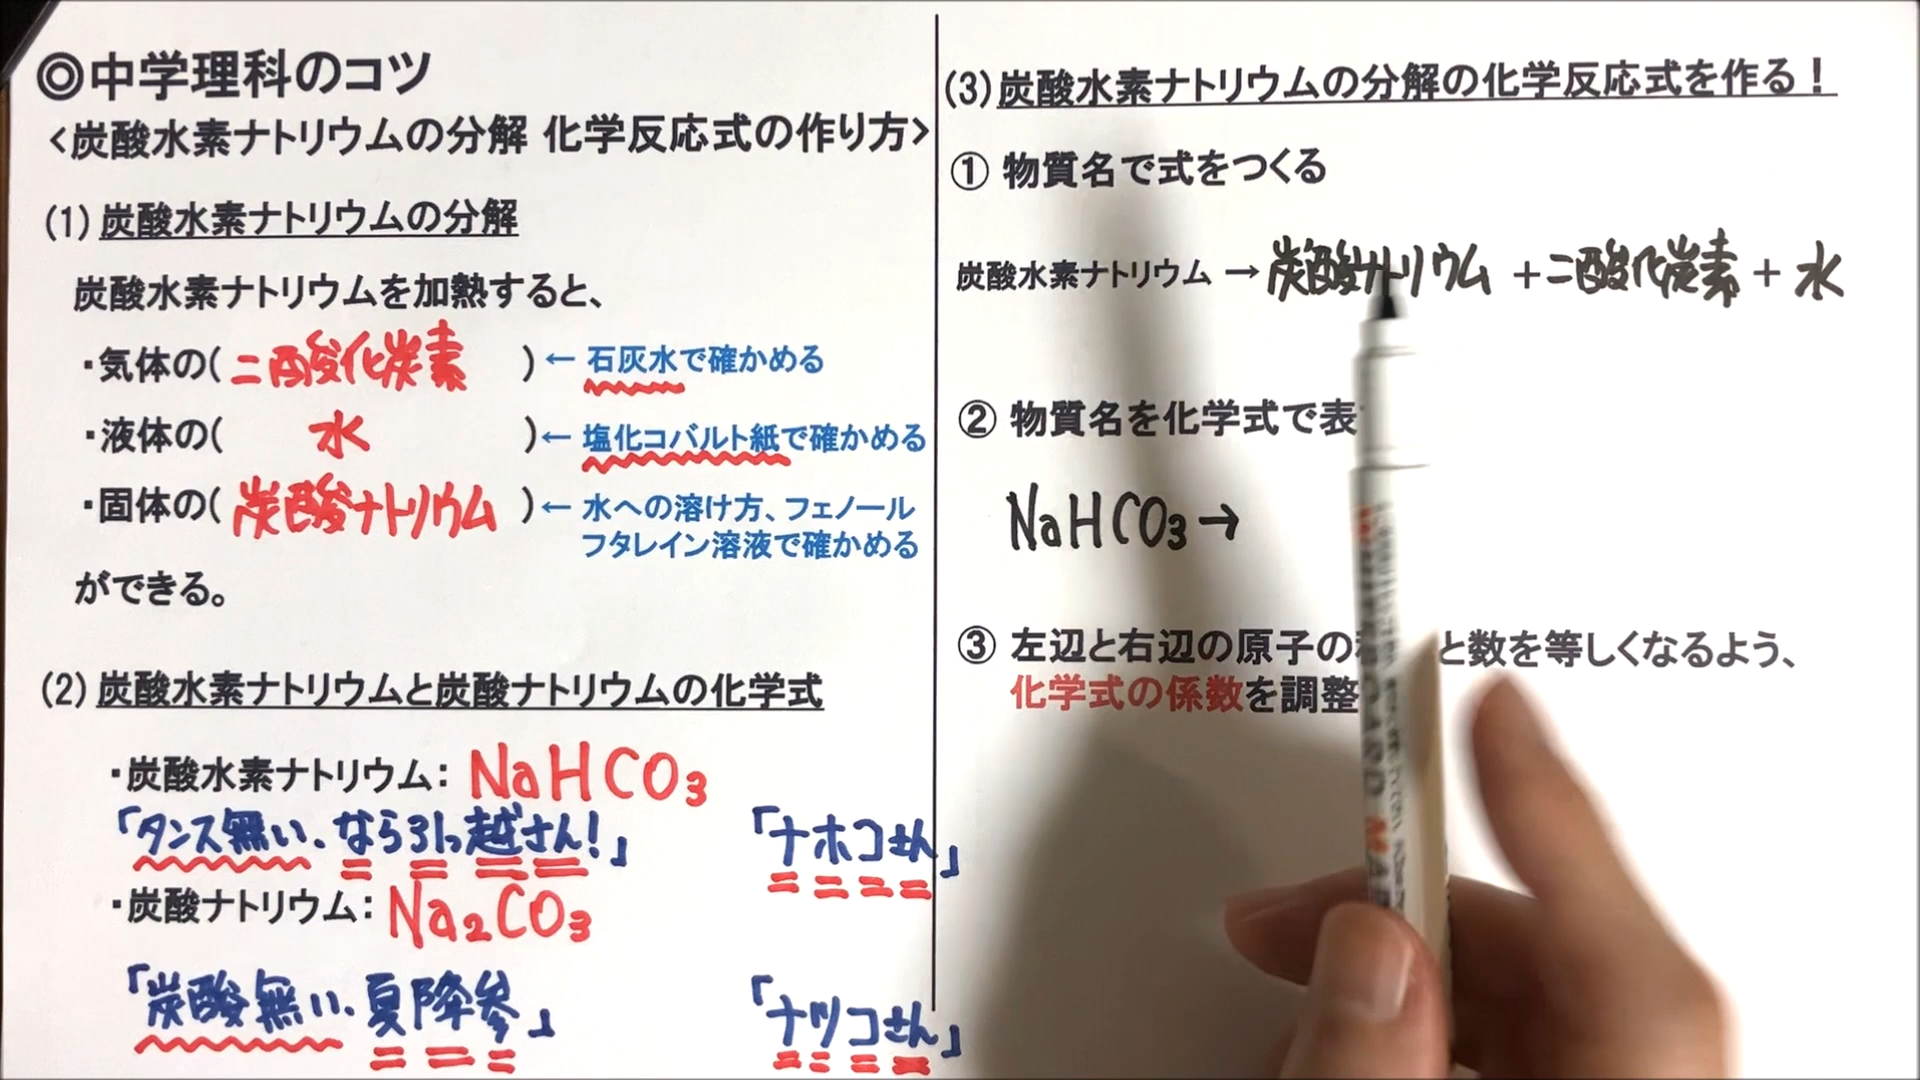 ◎中学理科のコツ
<炭酸水素ナトリウムの分解 化学反応式の作り方>
(1) 炭酸水素ナトリウムの分解
炭酸水素ナトリウムを加熱すると、
・気体の( 二酸化炭素 ) ← 石灰水で確かめる
・液体の( 水 ) ← 塩化コバルト紙で確かめる
・固体の( 炭酸ナトリウム ) ← 水への溶け方、フェノール
フタレイン溶液で確かめる
ができる。
(2) 炭酸水素ナトリウムと炭酸ナトリウムの化学式
・炭酸水素ナトリウム: NaHCO₃
「タンス無い、なら引っ越さん!」 「ナホコさん」
・炭酸ナトリウム: Na₂CO₃
「炭酸無い、夏降参」 「ナツコさん」
(3) 炭酸水素ナトリウムの分解の化学反応式を作る！
① 物質名で式をつくる
炭酸水素ナトリウム → 炭酸ナトリウム + 二酸化炭素 + 水
② 物質名を化学式で表
NaHCO₃ →
③ 左辺と右辺の原子の と数を等しくなるよう、
化学式の係数を調整